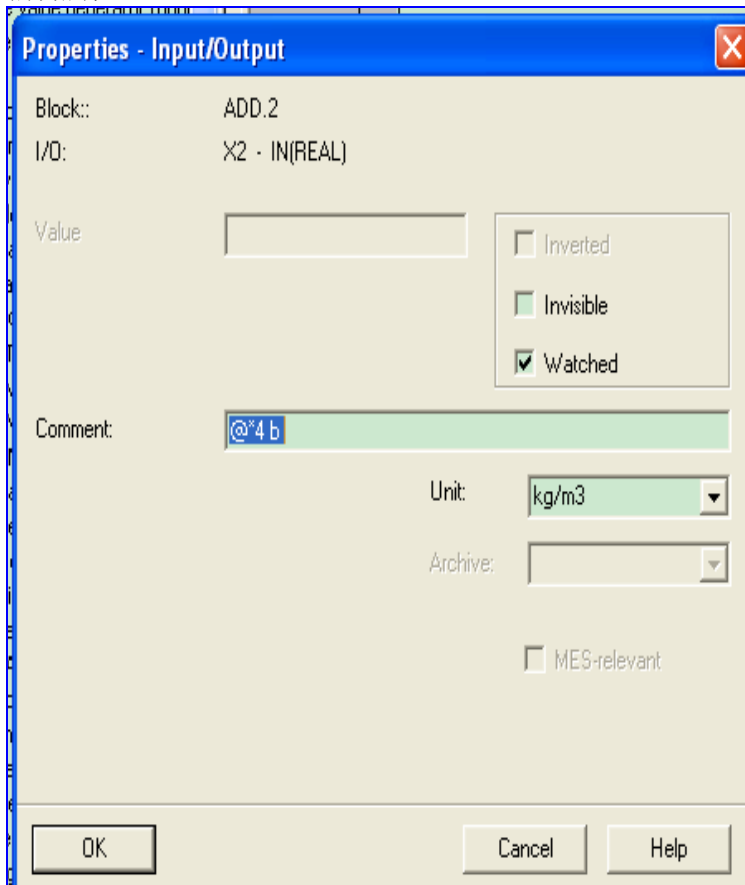 Properties - Input/Output
Block:: ADD.2
I/O: X2 - IN(REAL)
Value
Inverted
Invisible
Watched
Comment: @*4 b
Unit: kg/m3
Archive:
MES-relevant
OK Cancel Help